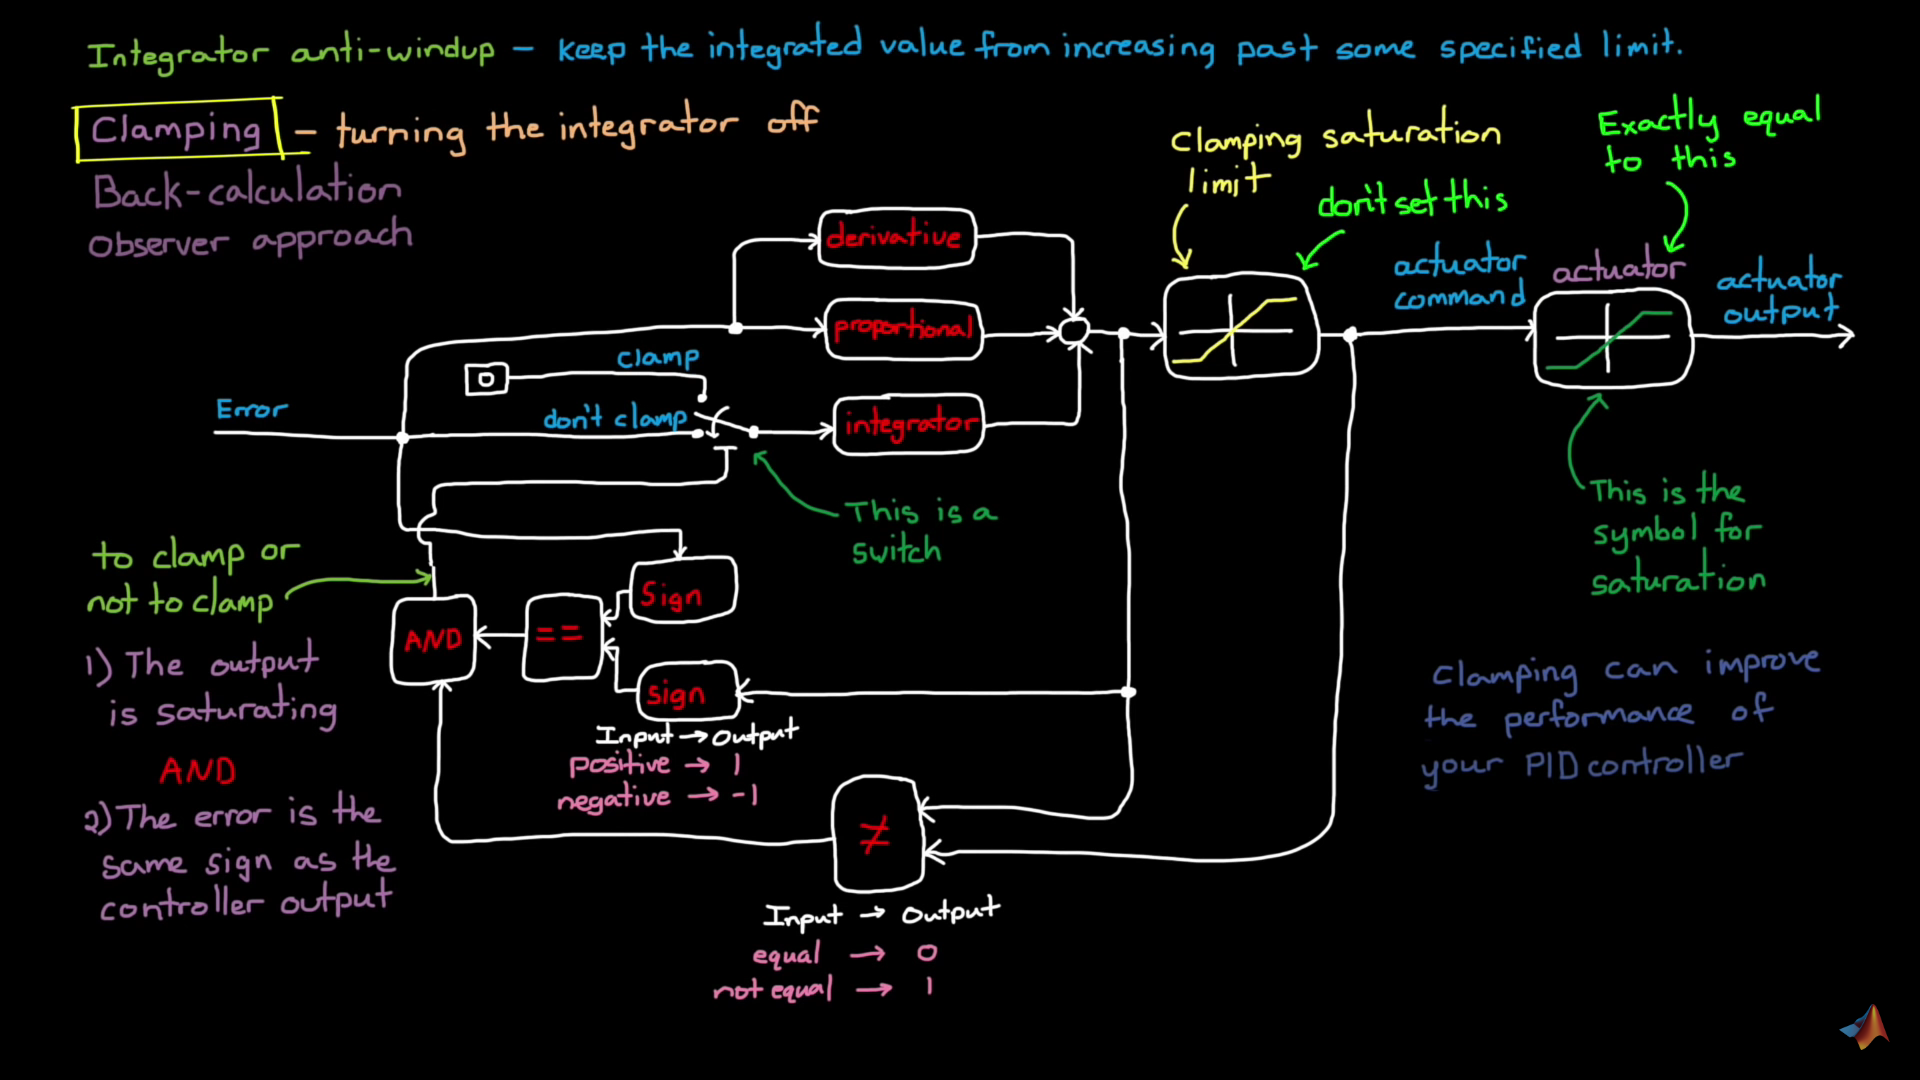 Integrator anti-windup – keep the integrated value from increasing past some specified limit.
Clamping – turning the integrator off
Back-calculation
observer approach
Clamping saturation
limit
don't set this
Exactly equal
to this
derivative
proportional
integrator
actuator
command
actuator
actuator
output
clamp
0
Error
don't clamp
This is a
switch
This is the
symbol for
saturation
to clamp or
not to clamp
1) The output
is saturating
AND
2) The error is the
same sign as the
controller output
AND
==
Sign
sign
Input → Output
positive → 1
negative → -1
≠
Input → Output
equal → 0
not equal → 1
Clamping can improve
the performance of
your PID controller